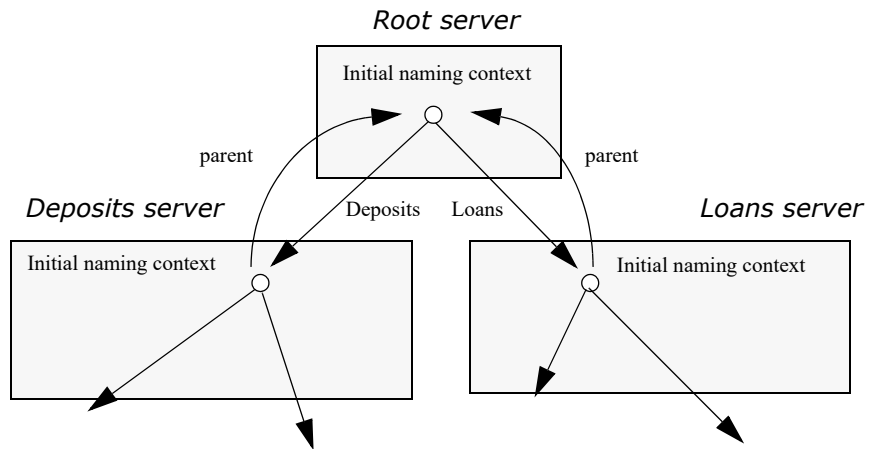 Root server
Initial naming context
parent
parent
Deposits server
Deposits
Loans
Loans server
Initial naming context
Initial naming context